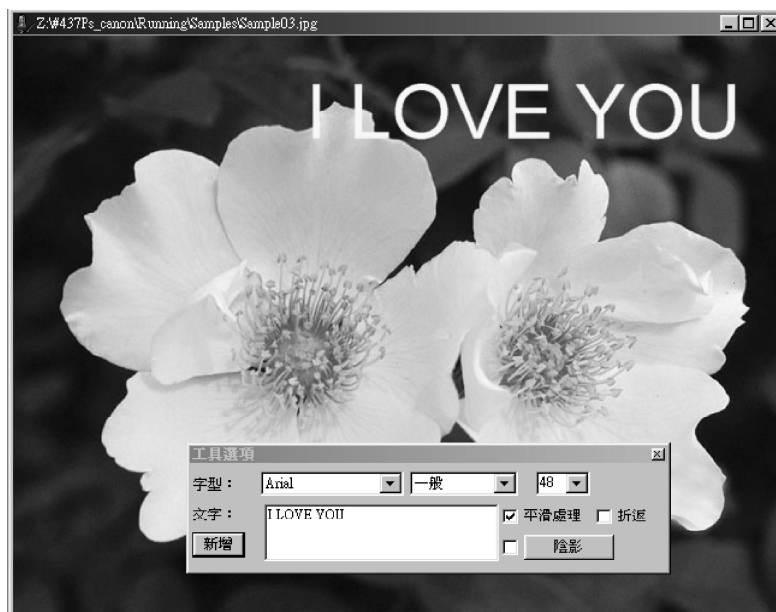 Z:\#437Ps_canon\Running\Samples\Sample03.jpg
I LOVE YOU
工具選項
字型： Arial 一般 48
文字： I LOVE YOU 平滑處理 折返
新增 陰影